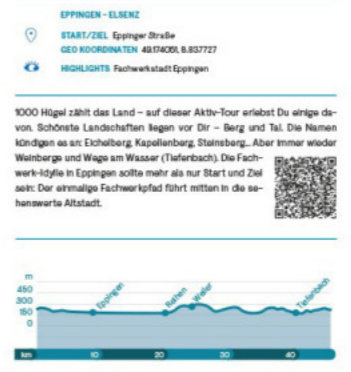 EPPINGEN – ELSENZ
START/ZIEL Eppinger Straße
GEO KOORDINATEN 49.174051, 8.837727
HIGHLIGHTS Fachwerkstadt Eppingen
1000 Hügel zählt das Land – auf dieser Aktiv-Tour erlebst Du einige da-
von. Schönste Landschaften liegen vor Dir – Berg und Tal. Die Namen
kündigen es an: Eichelberg, Kapellenberg, Steinsberg... Aber immer wieder
Weinberge und Wege am Wasser (Tiefenbach). Die Fach-
werk-Idylle in Eppingen sollte mehr als nur Start und Ziel
sein: Der einmalige Fachwerkpfad führt mitten in die se-
henswerte Altstadt.
m
450
300
150
0
Eppingen
Richen
Weiler
Tiefenbach
km 10 20 30 40